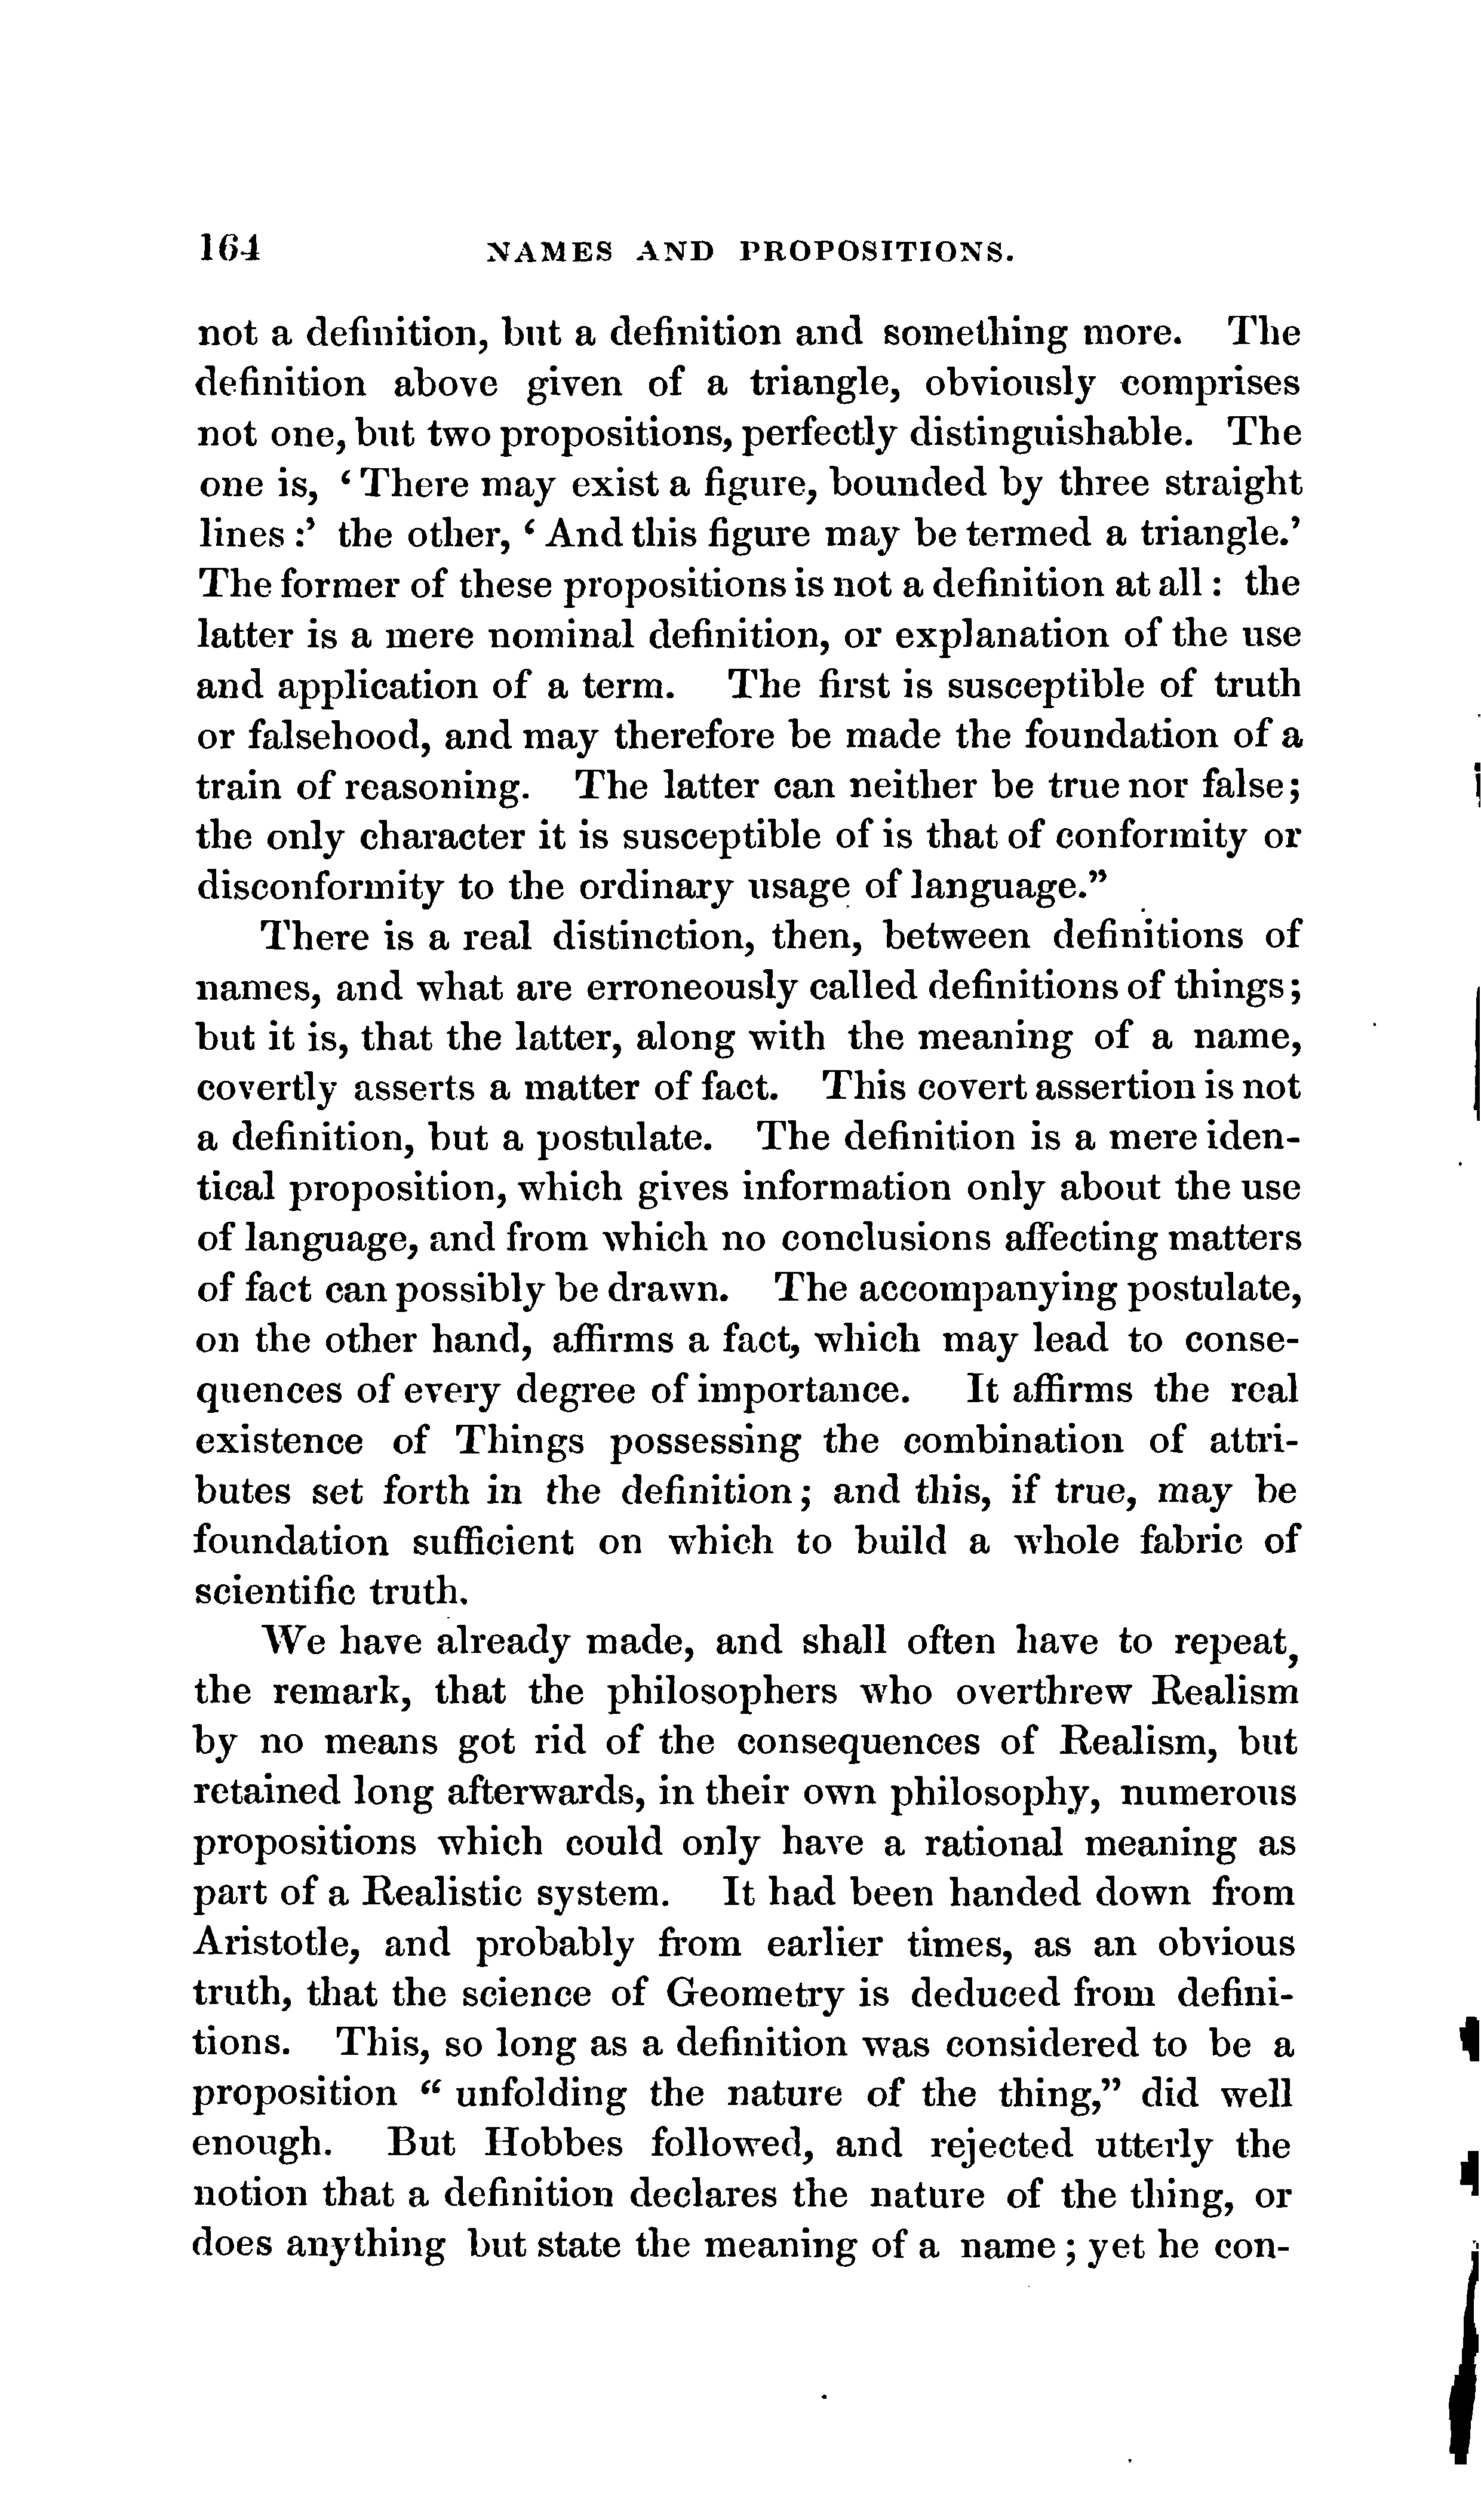 164 NAMES AND PROPOSITIONS.
not a definition, but a definition and something more. The
definition above given of a triangle, obviously comprises
not one, but two propositions, perfectly distinguishable. The
one is, ‘There may exist a figure, bounded by three straight
lines:’ the other, ‘And this figure may be termed a triangle.’
The former of these propositions is not a definition at all: the
latter is a mere nominal definition, or explanation of the use
and application of a term. The first is susceptible of truth
or falsehood, and may therefore be made the foundation of a
train of reasoning. The latter can neither be true nor false;
the only character it is susceptible of is that of conformity or
disconformity to the ordinary usage of language.”
There is a real distinction, then, between definitions of
names, and what are erroneously called definitions of things;
but it is, that the latter, along with the meaning of a name,
covertly asserts a matter of fact. This covert assertion is not
a definition, but a postulate. The definition is a mere iden-
tical proposition, which gives information only about the use
of language, and from which no conclusions affecting matters
of fact can possibly be drawn. The accompanying postulate,
on the other hand, affirms a fact, which may lead to conse-
quences of every degree of importance. It affirms the real
existence of Things possessing the combination of attri-
butes set forth in the definition; and this, if true, may be
foundation sufficient on which to build a whole fabric of
scientific truth.
We have already made, and shall often have to repeat,
the remark, that the philosophers who overthrew Realism
by no means got rid of the consequences of Realism, but
retained long afterwards, in their own philosophy, numerous
propositions which could only have a rational meaning as
part of a Realistic system. It had been handed down from
Aristotle, and probably from earlier times, as an obvious
truth, that the science of Geometry is deduced from defini-
tions. This, so long as a definition was considered to be a
proposition “unfolding the nature of the thing,” did well
enough. But Hobbes followed, and rejected utterly the
notion that a definition declares the nature of the thing, or
does anything but state the meaning of a name; yet he con-